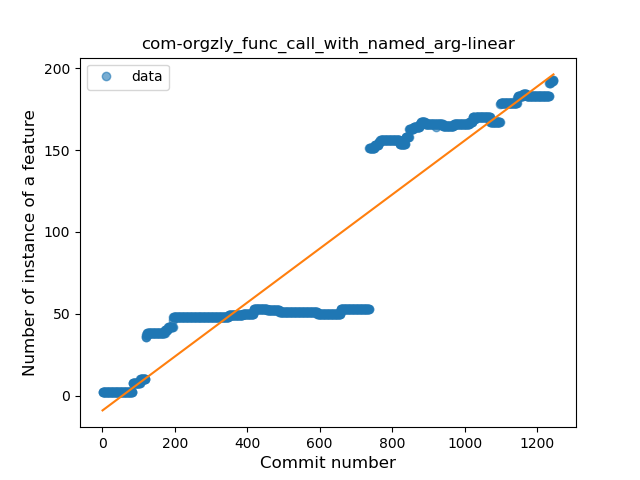 com-orgzly_func_call_with_named_arg-linear
data
Number of instance of a feature
200
150
100
50
0
0 200 400 600 800 1000 1200
Commit number